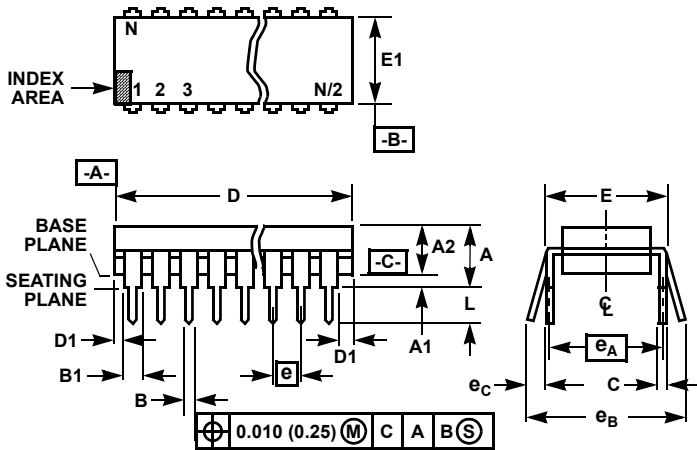 N
E1
INDEX
AREA
1 2 3 N/2
-B-
-A-
D
E
BASE
PLANE
A2
A
-C-
SEATING
PLANE
L
C
L
D1
A1
D1
eA
B1
e
eC
C
B
eB
⌖ 0.010 (0.25) Ⓜ C A B Ⓢ